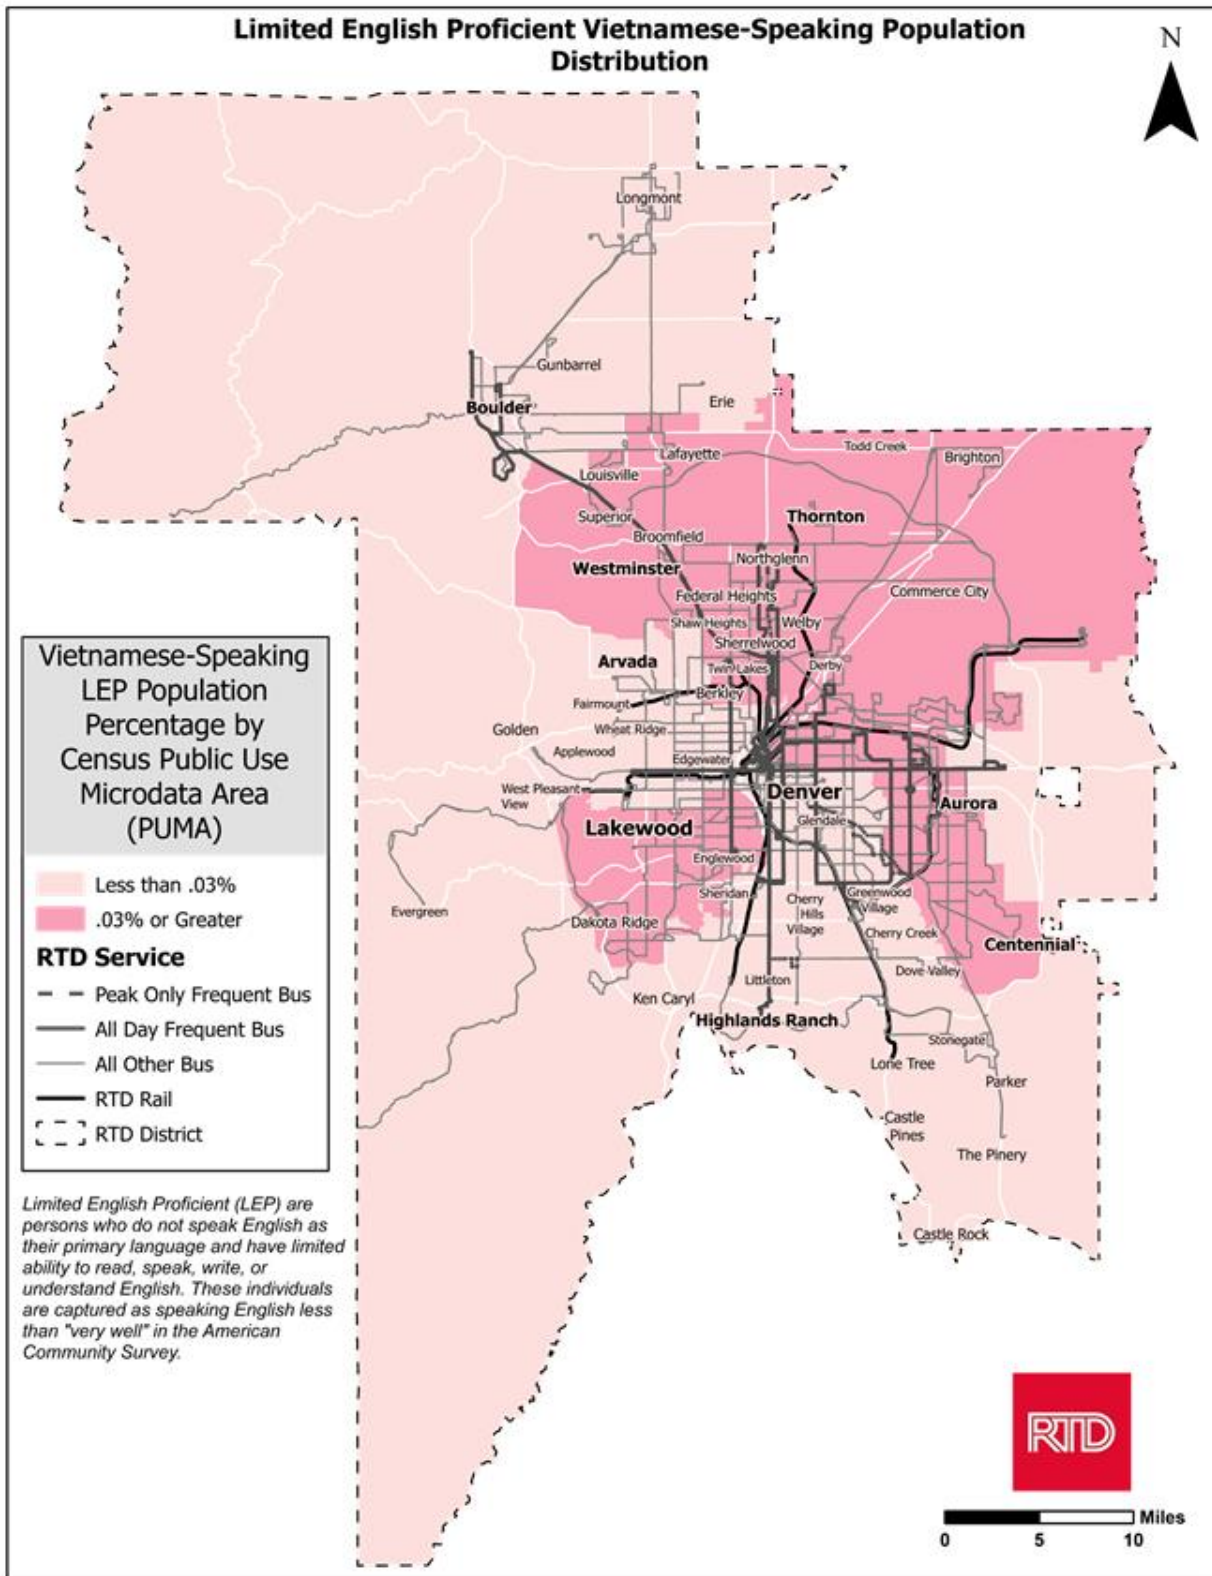 Limited English Proficient Vietnamese-Speaking Population
Distribution
N
Longmont
Gunbarrel
Boulder
Erie
Lafayette
Todd Creek
Brighton
Louisville
Superior
Thornton
Broomfield
Northglenn
Westminster
Federal Heights
Commerce City
Shaw Heights
Welby
Sherrelwood
Arvada
Twin Lakes
Derby
Berkley
Fairmount
Golden
Wheat Ridge
Applewood
Edgewater
West Pleasant
View
Denver
Aurora
Lakewood
Glendale
Englewood
Sheridan
Cherry
Hills
Village
Greenwood
Village
Evergreen
Dakota Ridge
Cherry Creek
Centennial
Dove Valley
Littleton
Ken Caryl
Highlands Ranch
Stonegate
Lone Tree
Parker
Castle
Pines
The Pinery
Castle Rock
Vietnamese-Speaking
LEP Population
Percentage by
Census Public Use
Microdata Area
(PUMA)
Less than .03%
.03% or Greater
RTD Service
Peak Only Frequent Bus
All Day Frequent Bus
All Other Bus
RTD Rail
RTD District
Limited English Proficient (LEP) are
persons who do not speak English as
their primary language and have limited
ability to read, speak, write, or
understand English. These individuals
are captured as speaking English less
than "very well" in the American
Community Survey.
RTD
Miles
0 5 10